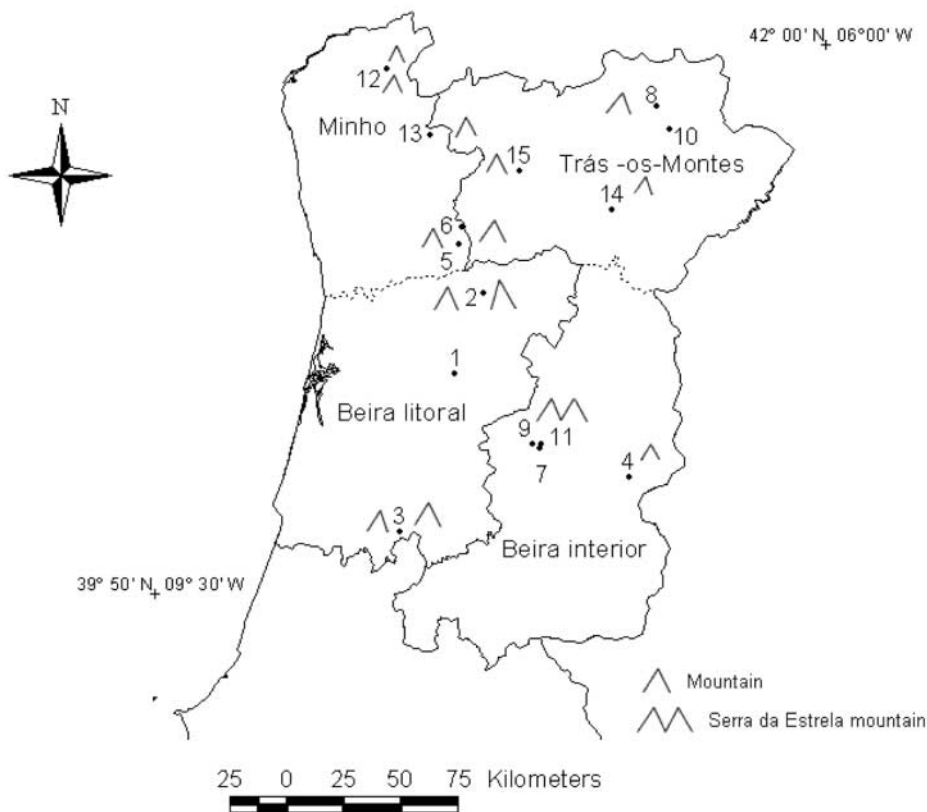 42° 00' N 06° 00' W
N
12
8
Minho
13
10
15
Trás -os-Montes
14
6
5
2
1
Beira litoral
9 11
7
4
3
Beira interior
39° 50' N 09° 30' W
Mountain
Serra da Estrela mountain
25 0 25 50 75 Kilometers